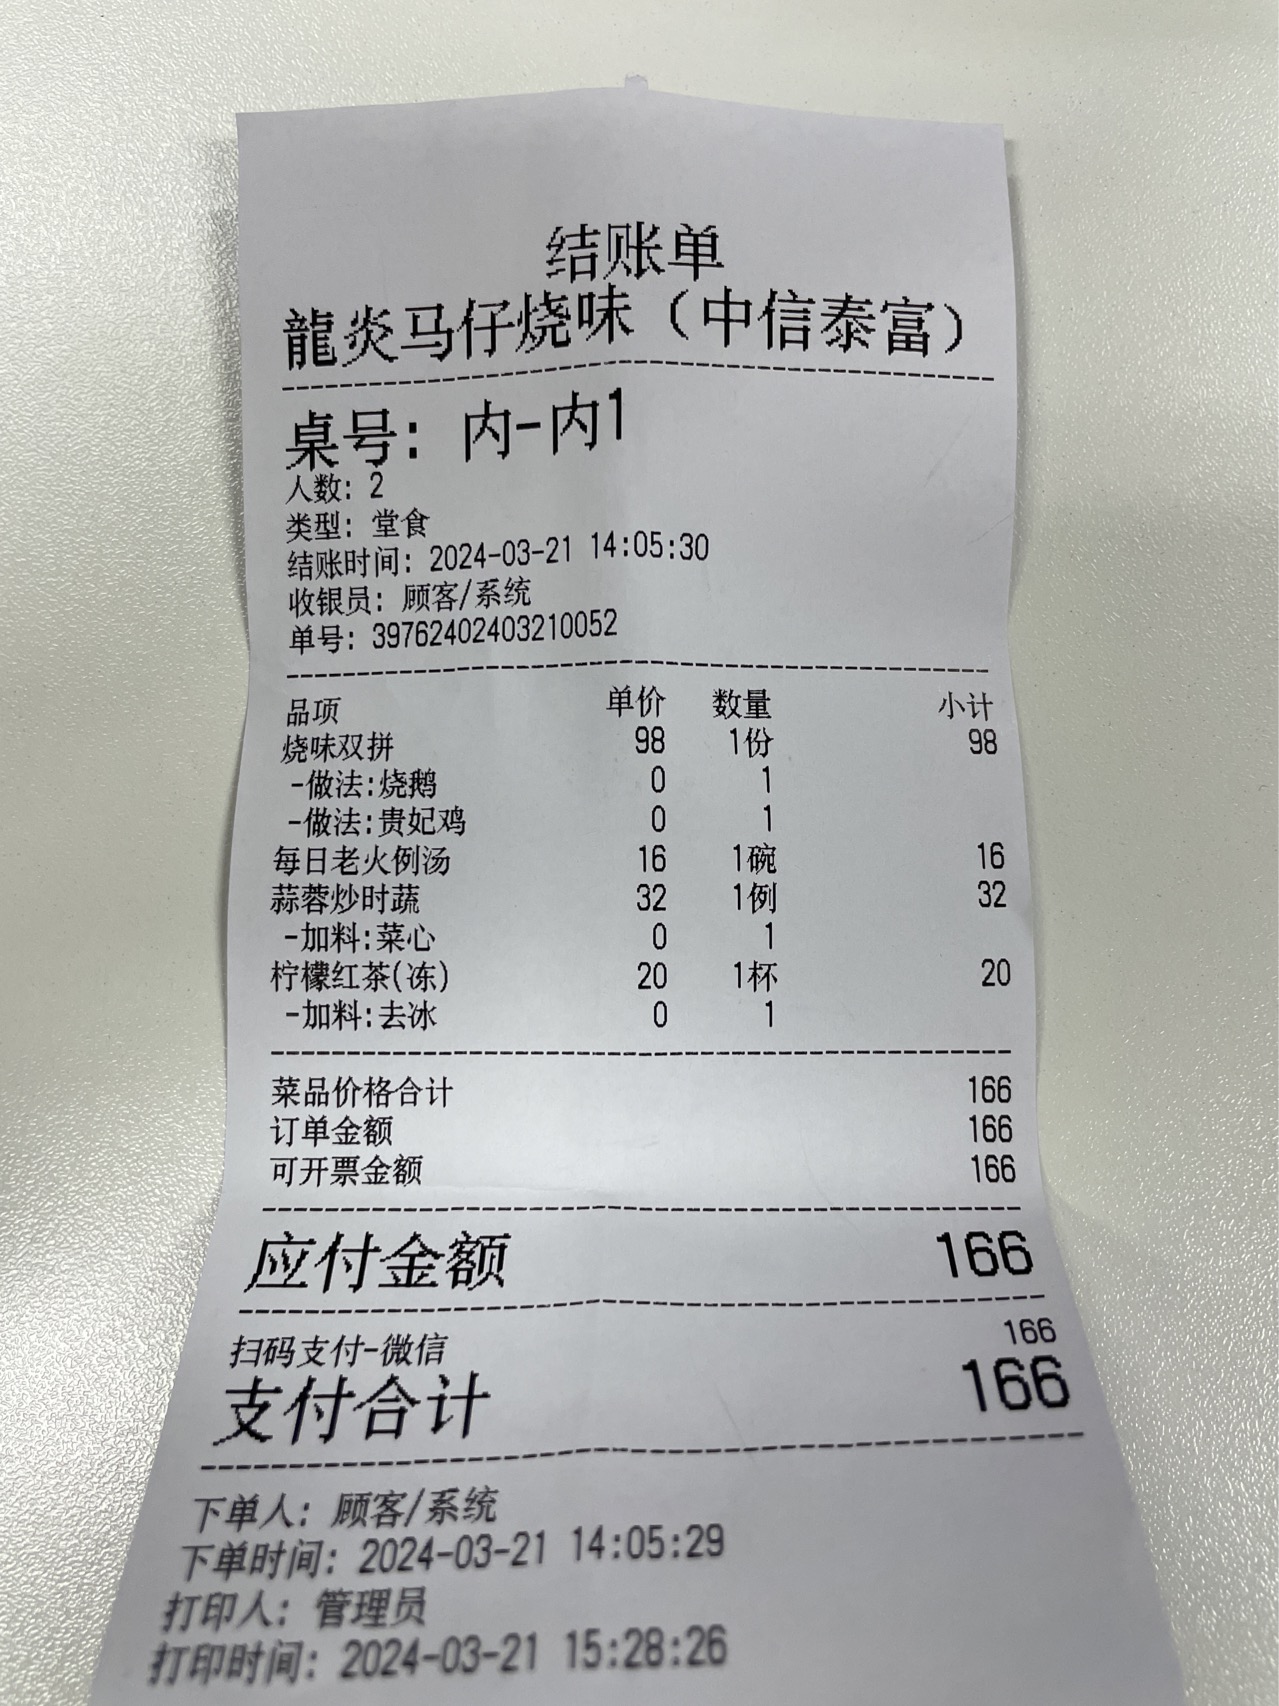 结账单
龍炎马仔烧味（中信泰富）
桌号：内-内1
人数：2
类型：堂食
结账时间：2024-03-21 14:05:30
收银员：顾客/系统
单号：39762402403210052
品项 单价 数量 小计
烧味双拼 98 1份 98
-做法:烧鹅 0 1
-做法:贵妃鸡 0 1
每日老火例汤 16 1碗 16
蒜蓉炒时蔬 32 1例 32
-加料:菜心 0 1
柠檬红茶(冻) 20 1杯 20
-加料:去冰 0 1
菜品价格合计 166
订单金额 166
可开票金额 166
应付金额 166
扫码支付-微信 166
支付合计 166
下单人：顾客/系统
下单时间：2024-03-21 14:05:29
打印人：管理员
打印时间：2024-03-21 15:28:26